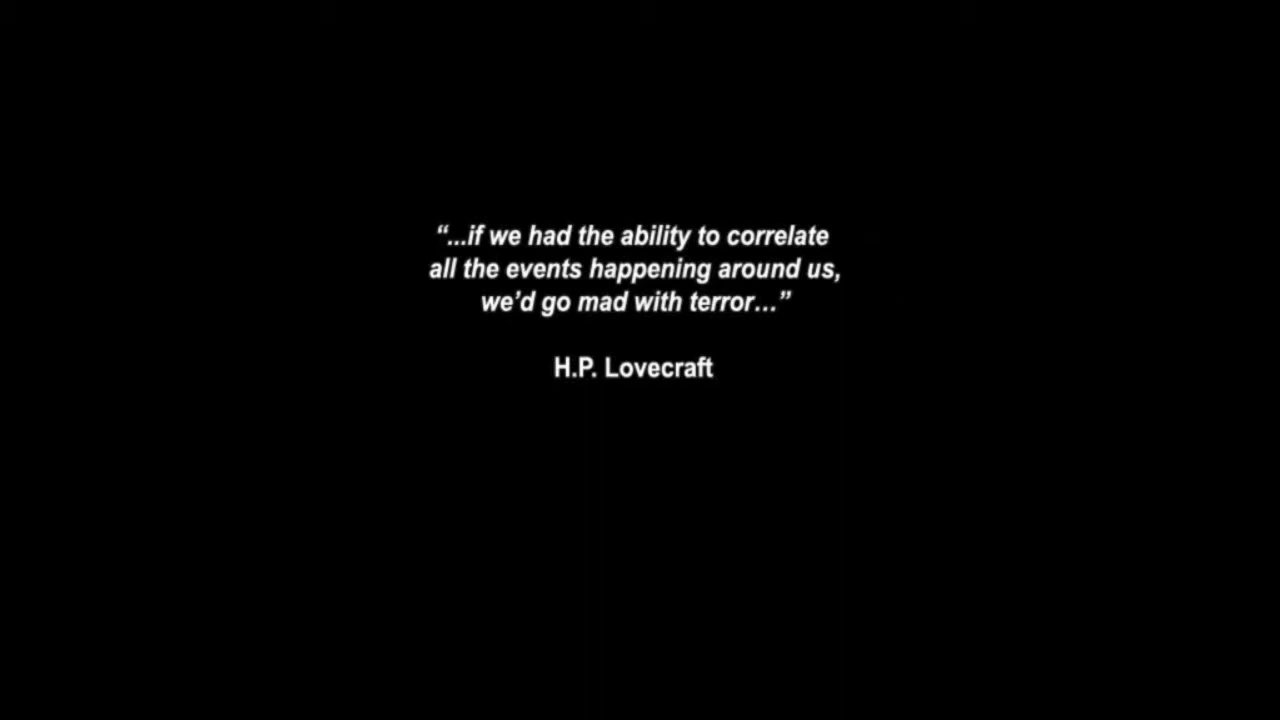 “...if we had the ability to correlate
all the events happening around us,
we’d go mad with terror...”
H.P. Lovecraft